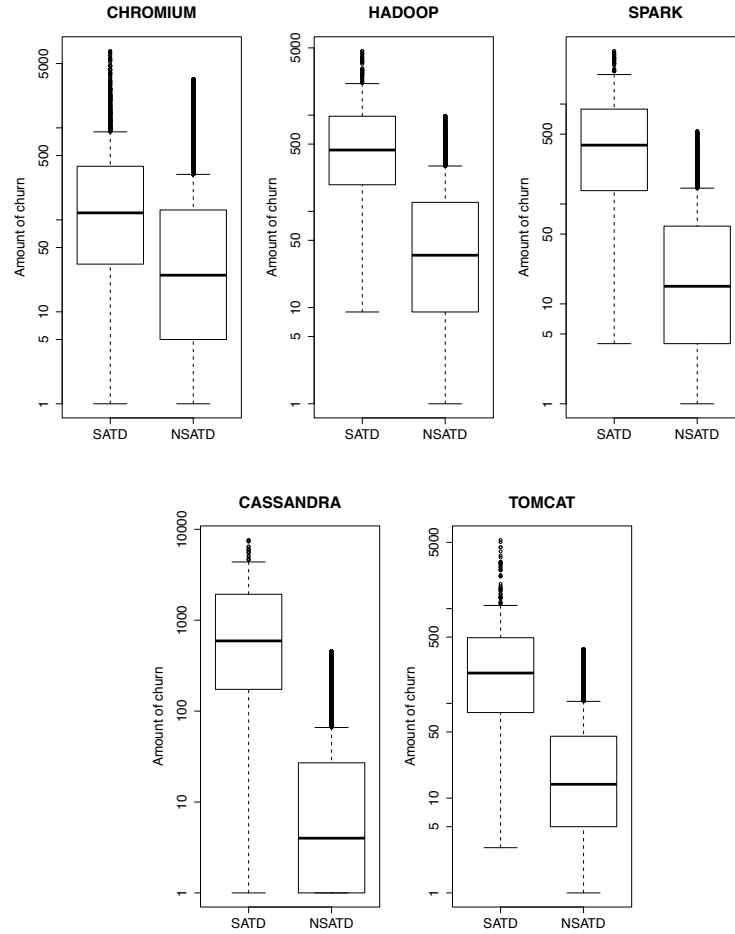 CHROMIUM
Amount of churn
5000
500
50
10
5
1
SATD NSATD
HADOOP
Amount of churn
5000
500
50
10
5
1
SATD NSATD
SPARK
Amount of churn
500
50
10
5
1
SATD NSATD
CASSANDRA
Amount of churn
10000
1000
100
10
1
SATD NSATD
TOMCAT
Amount of churn
5000
500
50
10
5
1
SATD NSATD